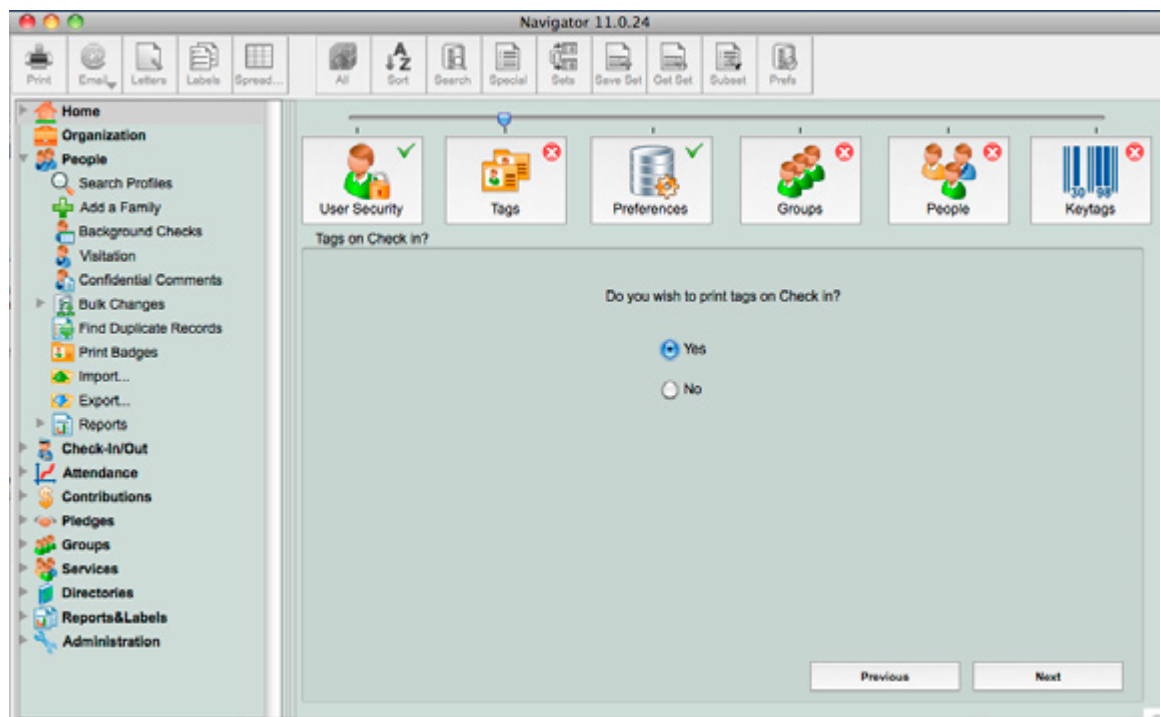 Navigator 11.0.24
Print Email Letters Labels Spread... All Sort Search Special Sets Save Set Get Set Subset Prefs
Home
Organization
People
Search Profiles
Add a Family
Background Checks
Visitation
Confidential Comments
Bulk Changes
Find Duplicate Records
Print Badges
Import...
Export...
Reports
Check-In/Out
Attendance
Contributions
Pledges
Groups
Services
Directories
Reports&Labels
Administration
User Security Tags Preferences Groups People Keytags
Tags on Check in?
Do you wish to print tags on Check in?
Yes
No
Previous Next